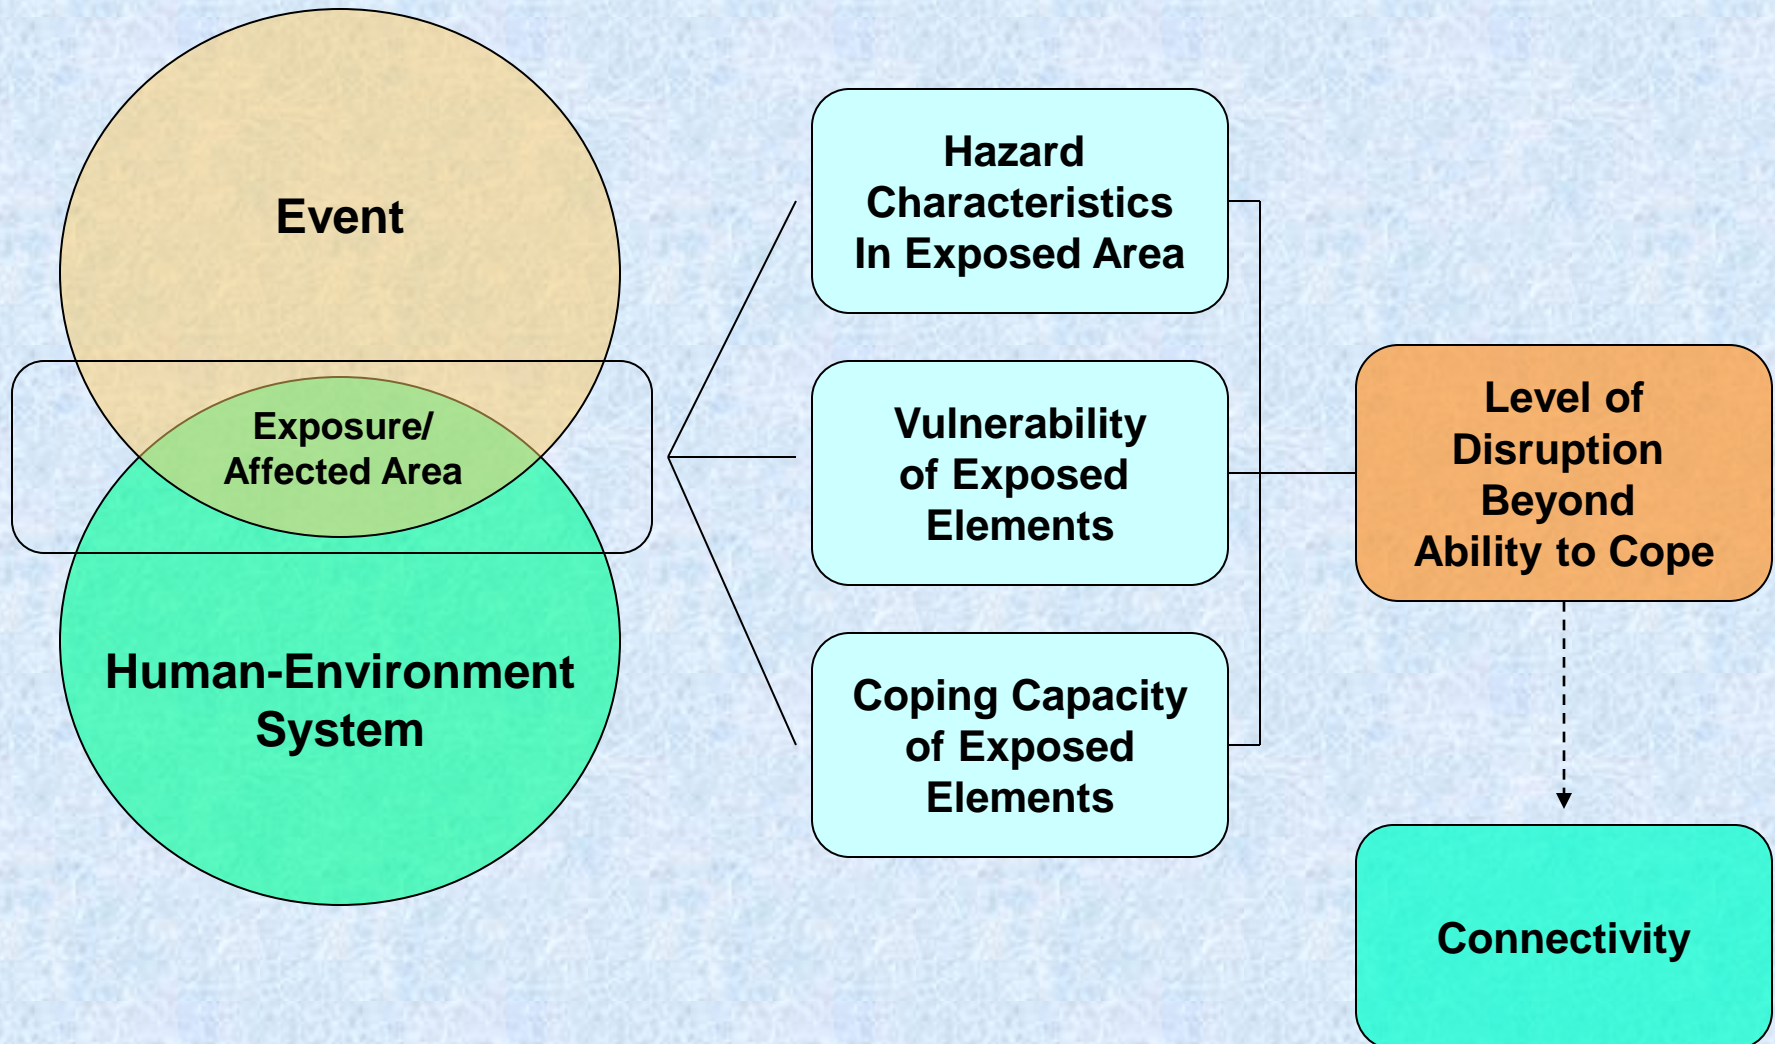 Event
Exposure/
Affected Area
Human-Environment
System
Hazard
Characteristics
In Exposed Area
Vulnerability
of Exposed
Elements
Coping Capacity
of Exposed
Elements
Level of
Disruption
Beyond
Ability to Cope
Connectivity